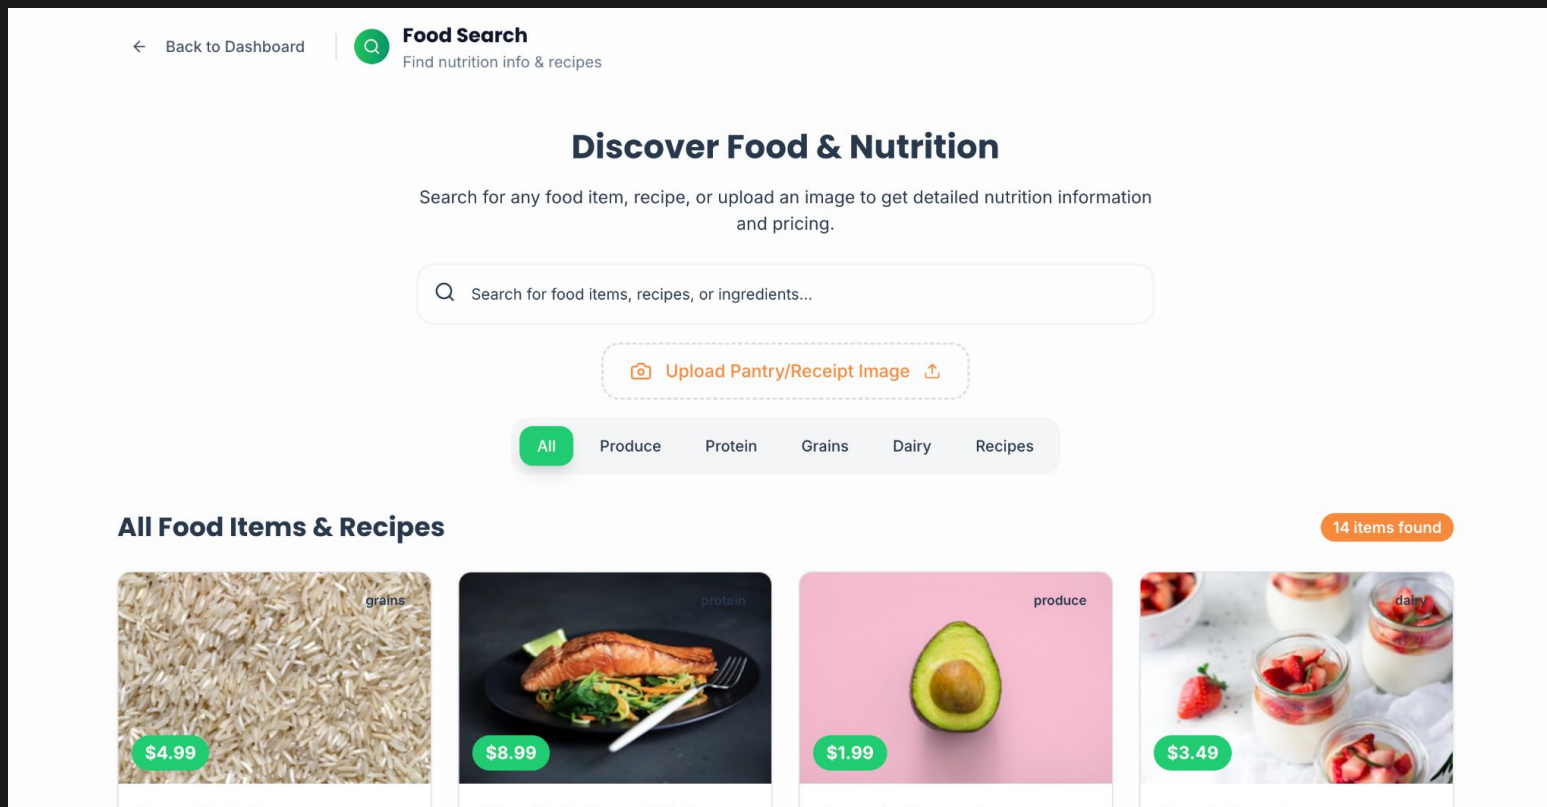 Back to Dashboard
Food Search
Find nutrition info & recipes
Discover Food & Nutrition
Search for any food item, recipe, or upload an image to get detailed nutrition information
and pricing.
Search for food items, recipes, or ingredients...
Upload Pantry/Receipt Image
All
Produce
Protein
Grains
Dairy
Recipes
All Food Items & Recipes
14 items found
grains
$4.99
protein
$8.99
produce
$1.99
dairy
$3.49